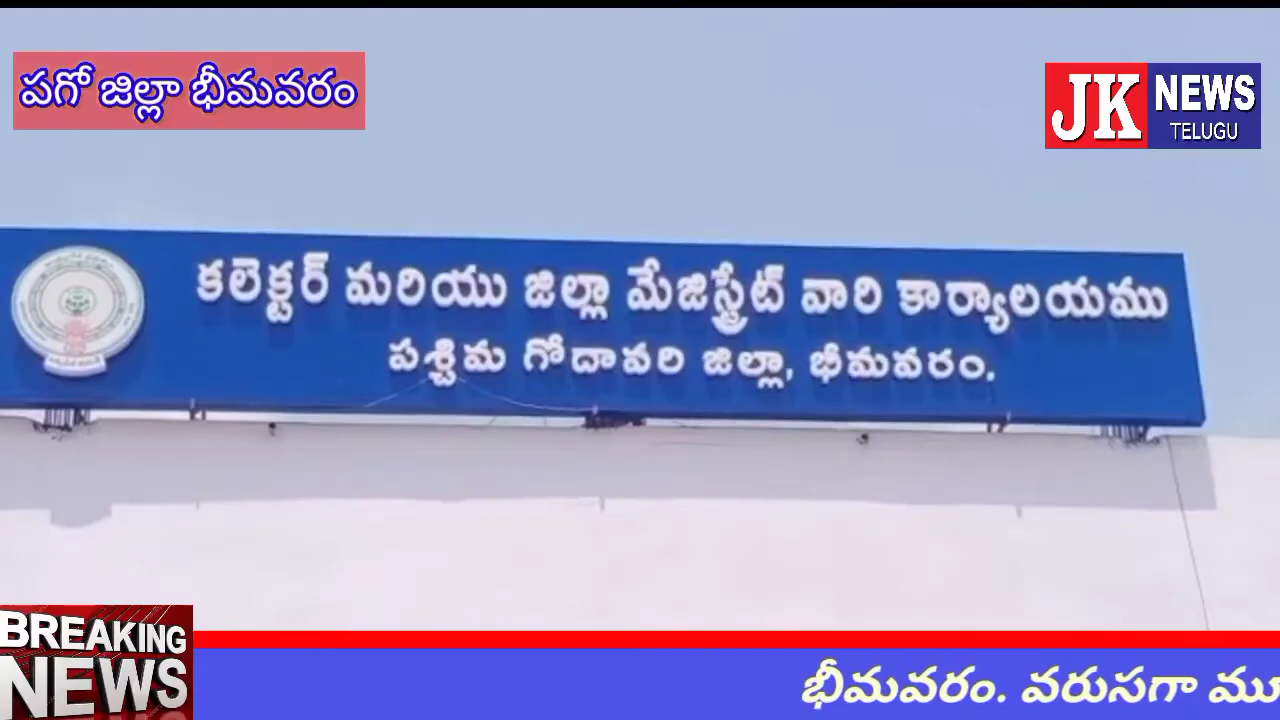 పగో జిల్లా భీమవరం
JK NEWS
TELUGU
కలెక్టర్ మరియు జిల్లా మేజిస్ట్రేట్ వారి కార్యాలయము
పశ్చిమ గోదావరి జిల్లా, భీమవరం.
BREAKING
NEWS
భీమవరం. వరుసగా